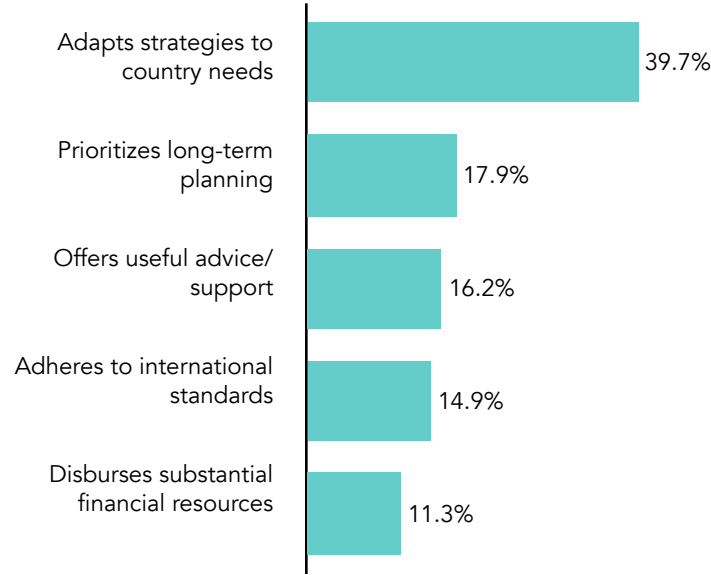 Adapts strategies to
country needs
39.7%
Prioritizes long-term
planning
17.9%
Offers useful advice/
support
16.2%
Adheres to international
standards
14.9%
Disburses substantial
financial resources
11.3%